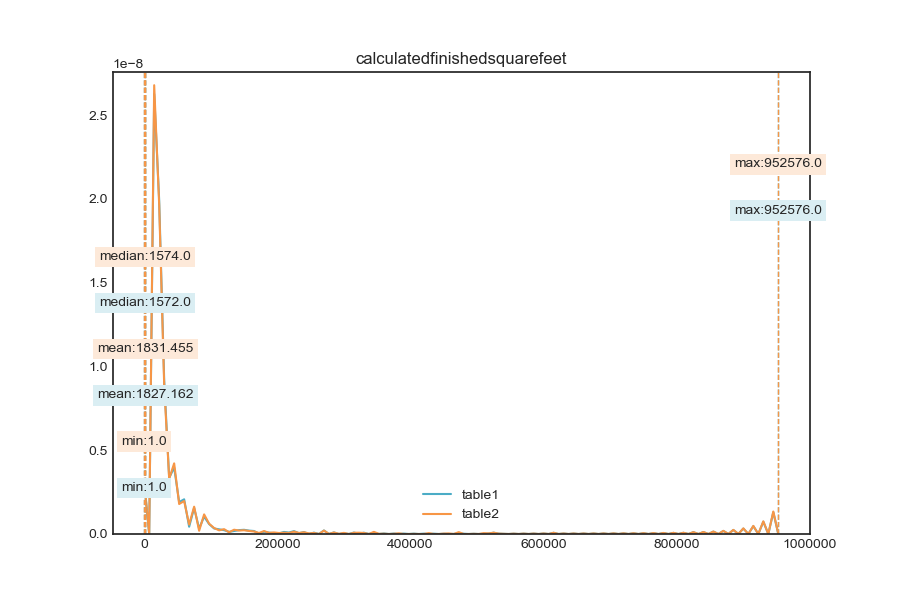 calculatedfinishedsquarefeet
1e−8
2.5
2.0
1.5
1.0
0.5
0.0
max:952576.0
max:952576.0
median:1574.0
median:1572.0
mean:1831.455
mean:1827.162
min:1.0
min:1.0
table1
table2
0
200000
400000
600000
800000
1000000